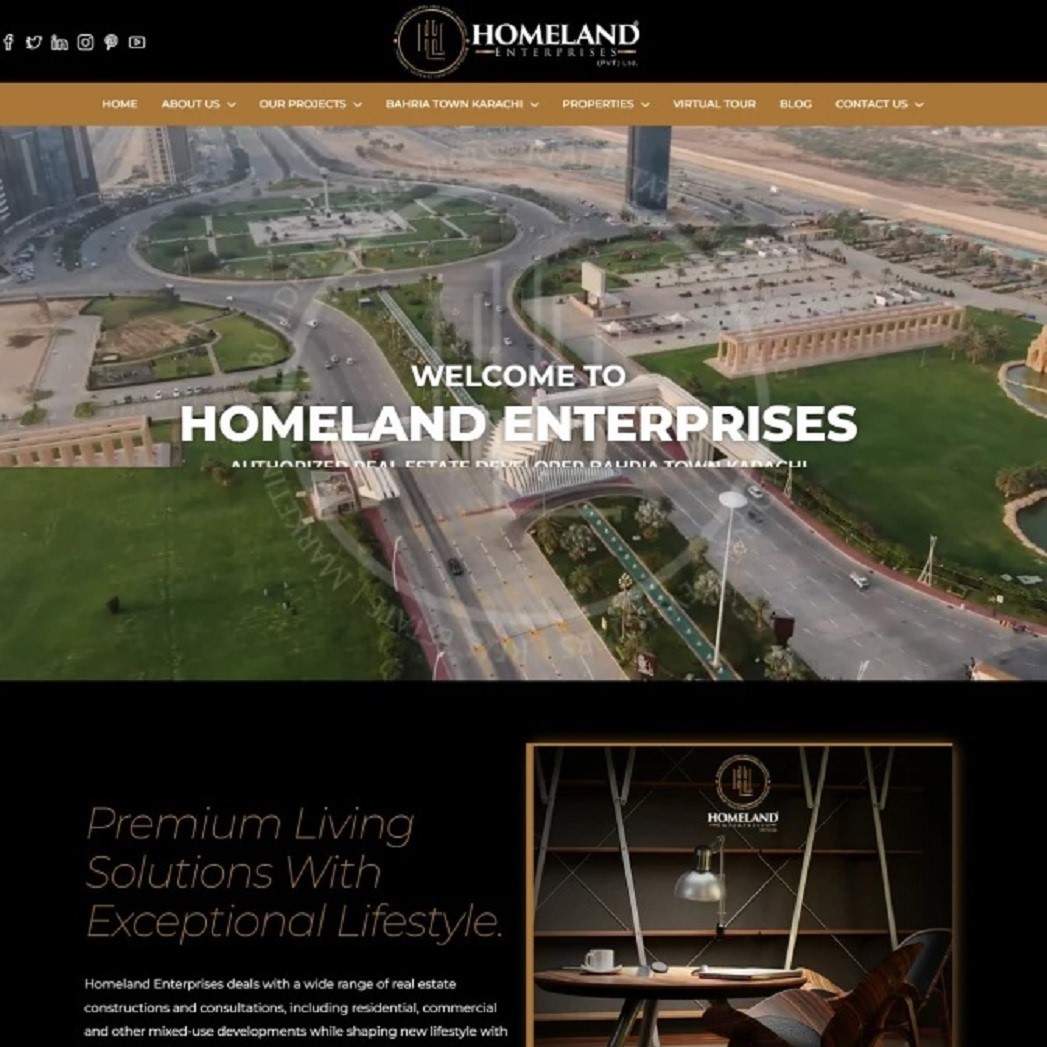 HOMELAND
ENTERPRISES
(PVT) Ltd.
HOME ABOUT US OUR PROJECTS BAHRIA TOWN KARACHI PROPERTIES VIRTUAL TOUR BLOG CONTACT US
WELCOME TO
HOMELAND ENTERPRISES
AUTHORIZED REAL ESTATE DEVELOPER BAHRIA TOWN KARACHI
HOMELAND
Premium Living
Solutions With
Exceptional Lifestyle.
Homeland Enterprises deals with a wide range of real estate
constructions and consultations, including residential, commercial
and other mixed-use developments while shaping new lifestyle with